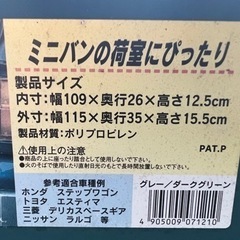 ミニバンの荷室にぴったり
製品サイズ
内寸：幅109×奥行26×高さ12.5cm
外寸：幅115×奥行35×高さ15.5cm
製品材質：ポリプロピレン
PAT.P
使用上の注意
参考適合車種例
ホンダ ステップワゴン
トヨタ エスティマ
三菱 デリカスペースギア
ニッサン ラルゴ 等
グレー/ダークグリーン
4 905009 071210